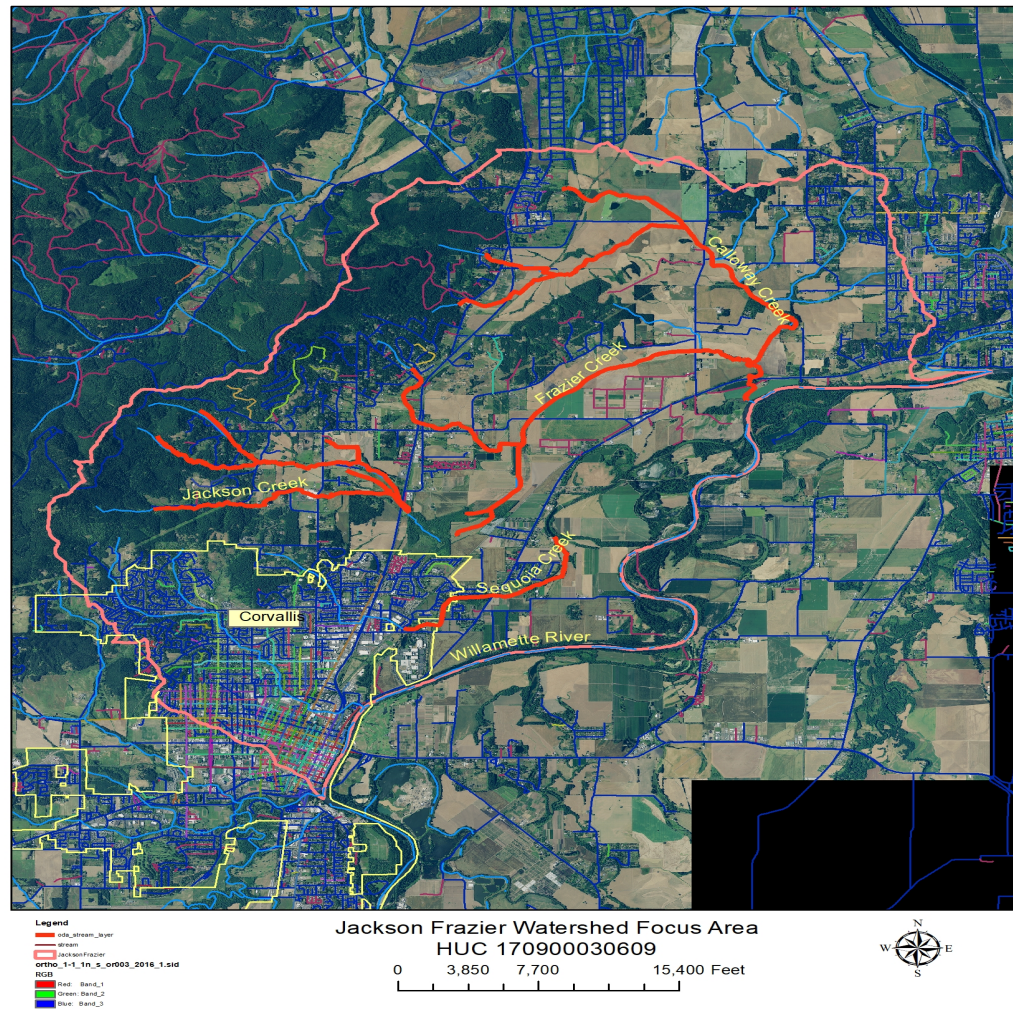 Calloway Creek
Frazier Creek
Jackson Creek
Sequoia Creek
Corvallis
Willamette River
Legend
oda_stream_layer
stream
JacksonFrazier
ortho_1-1_1n_s_or003_2016_1.sid
RGB
Red: Band_1
Green: Band_2
Blue: Band_3
Jackson Frazier Watershed Focus Area
HUC 170900030609
0 3,850 7,700 15,400 Feet
N
W E
S